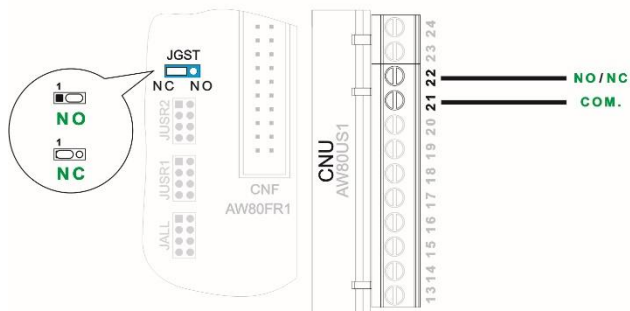 JGST
NC NO
1
NO
1
NC
JUSR2
JUSR1
JALL
CNF
AW80FR1
CNU
AW80US1
24
23
22
21
20
19
18
17
16
15
14
13
NO/NC
COM.